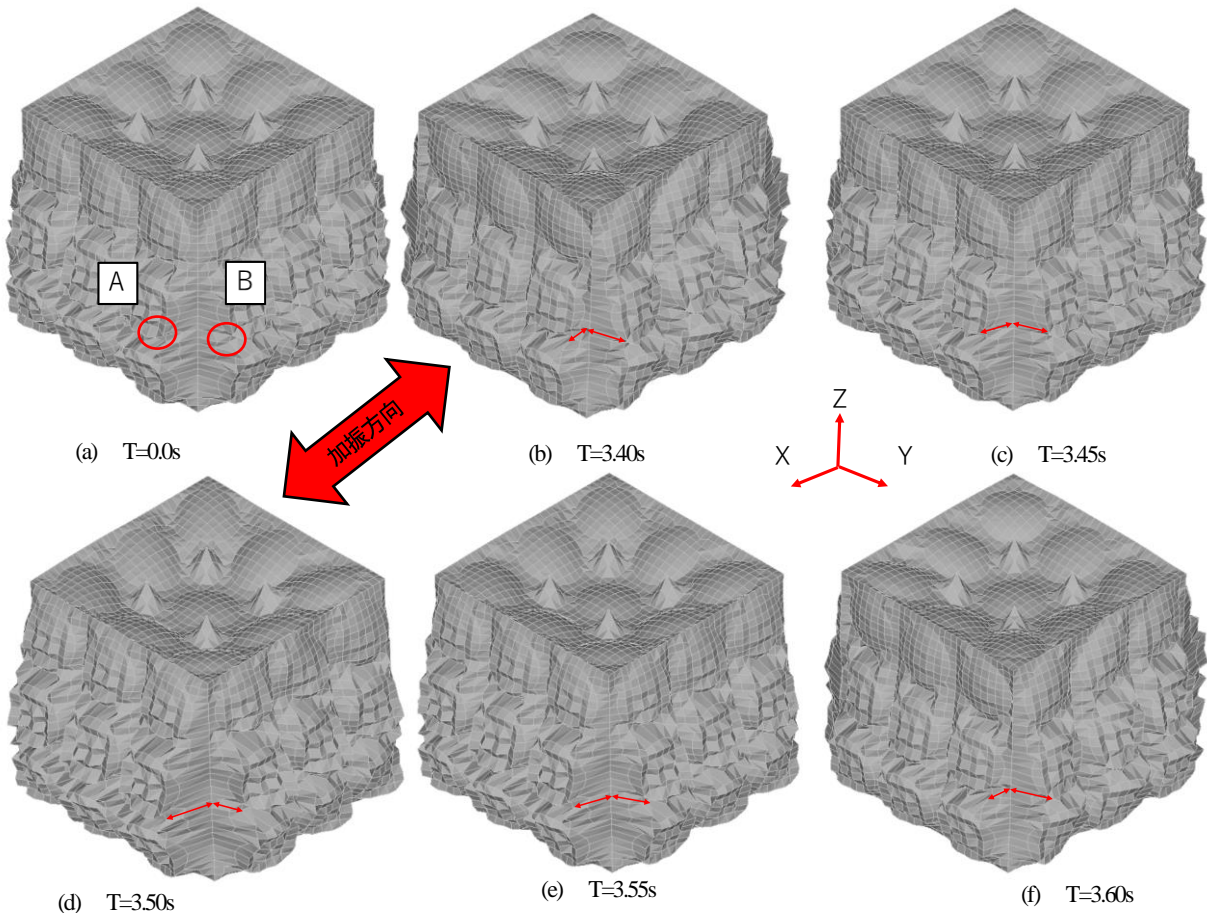 A
B
加振方向
(a) T=0.0s
(b) T=3.40s
Z
X
Y
(c) T=3.45s
(d) T=3.50s
(e) T=3.55s
(f) T=3.60s